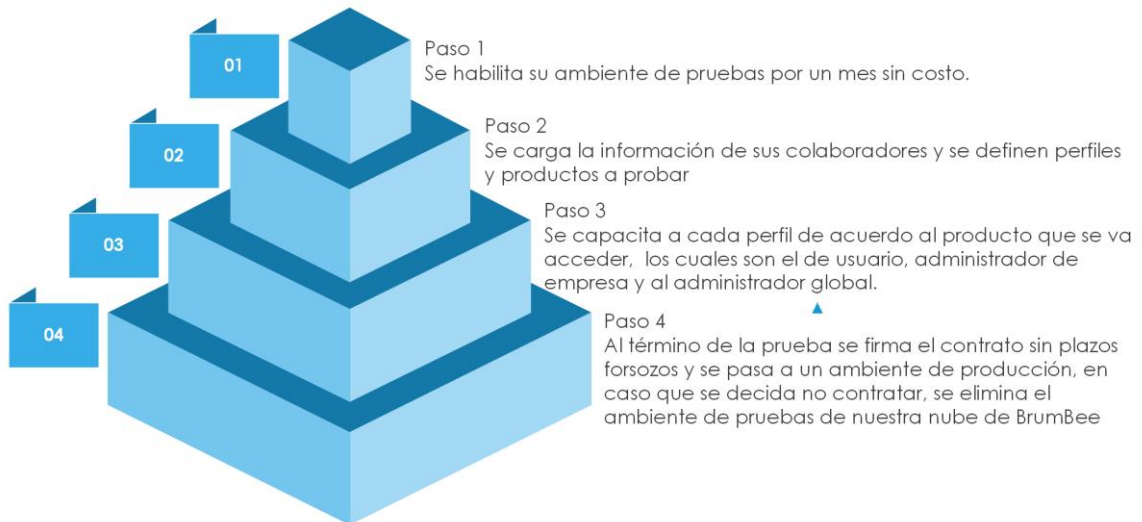 01
Paso 1
Se habilita su ambiente de pruebas por un mes sin costo.
02
Paso 2
Se carga la información de sus colaboradores y se definen perfiles
y productos a probar
03
Paso 3
Se capacita a cada perfil de acuerdo al producto que se va
acceder, los cuales son el de usuario, administrador de
empresa y al administrador global.
04
Paso 4
Al término de la prueba se firma el contrato sin plazos
forsozos y se pasa a un ambiente de producción, en
caso que se decida no contratar, se elimina el
ambiente de pruebas de nuestra nube de BrumBee